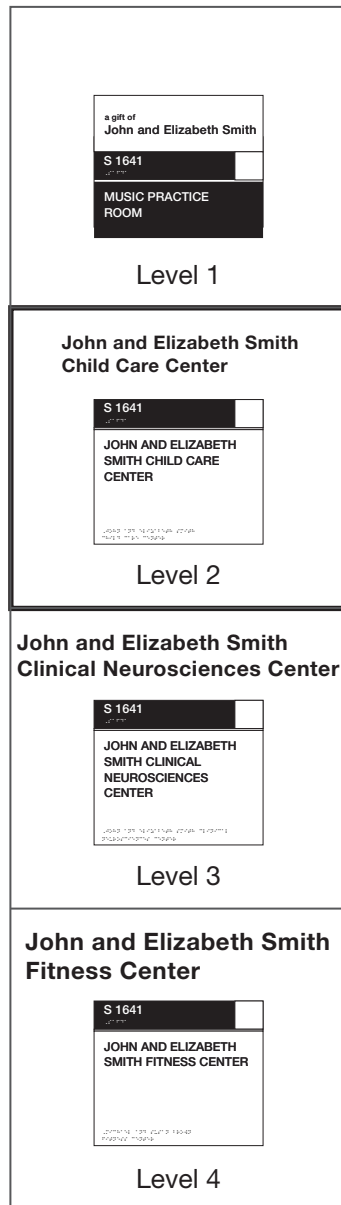 a gift of
John and Elizabeth Smith
S 1641
MUSIC PRACTICE
ROOM
Level 1
John and Elizabeth Smith
Child Care Center
S 1641
JOHN AND ELIZABETH
SMITH CHILD CARE
CENTER
Level 2
John and Elizabeth Smith
Clinical Neurosciences Center
S 1641
JOHN AND ELIZABETH
SMITH CLINICAL
NEUROSCIENCES
CENTER
Level 3
John and Elizabeth Smith
Fitness Center
S 1641
JOHN AND ELIZABETH
SMITH FITNESS CENTER
Level 4